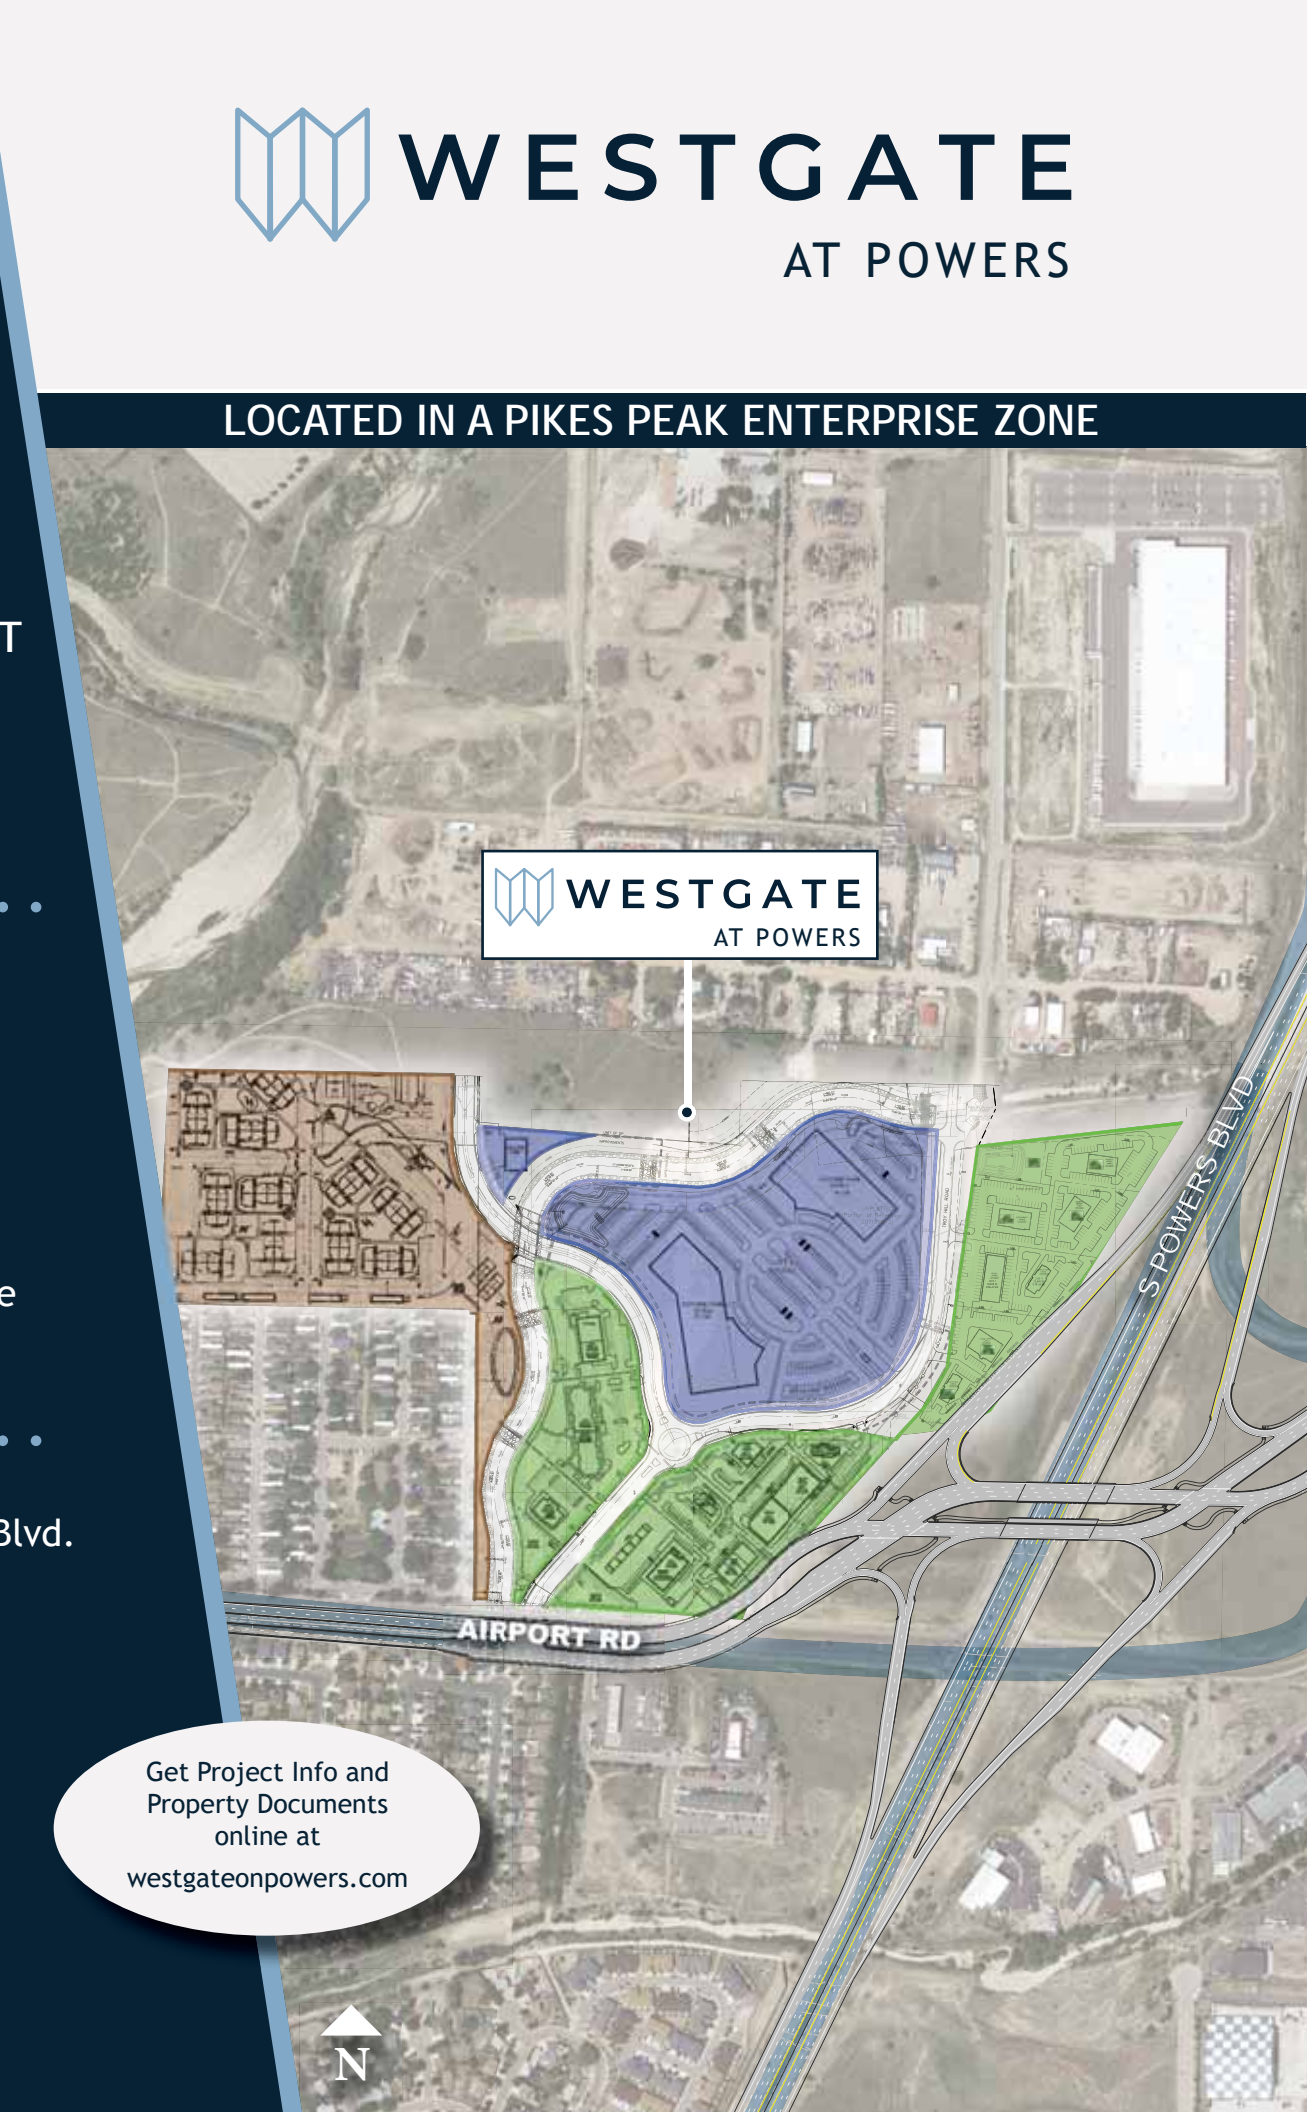 WESTGATE
AT POWERS
LOCATED IN A PIKES PEAK ENTERPRISE ZONE
T
WESTGATE
AT POWERS
S POWERS BLVD
e
Blvd.
AIRPORT RD
Get Project Info and
Property Documents
online at
westgateonpowers.com
N